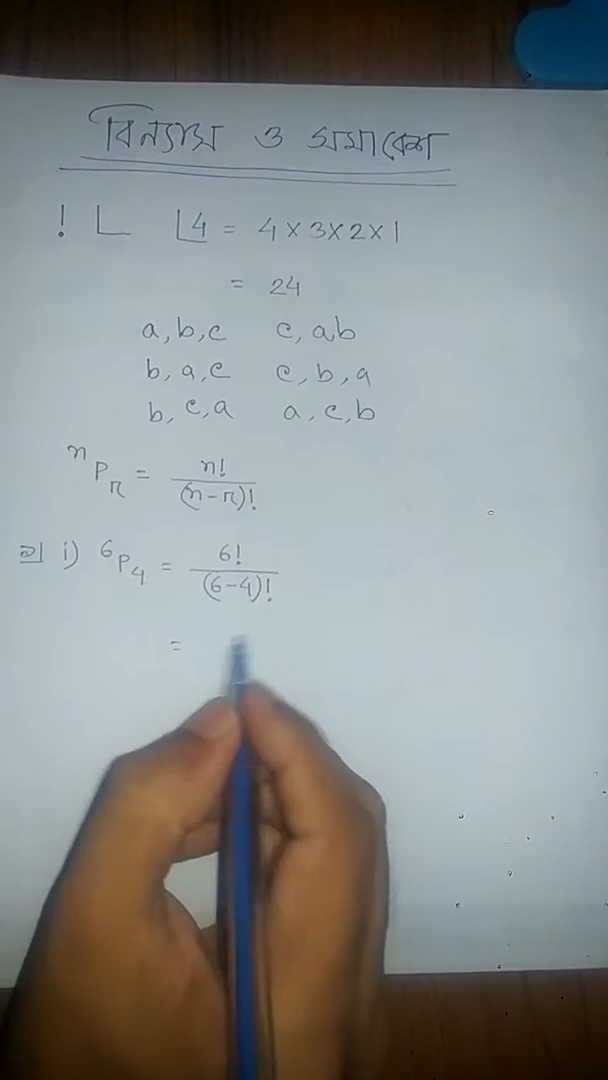 বিন্যাস ও সমাবেশ
! ∟ ∟4 = 4×3×2×1
= 24
a, b, c c, a, b
b, a, c c, b, a
b, c, a a, c, b
ⁿPᵣ = n! / (n-r)!
i) ⁶P₄ = 6! / (6-4)!
=